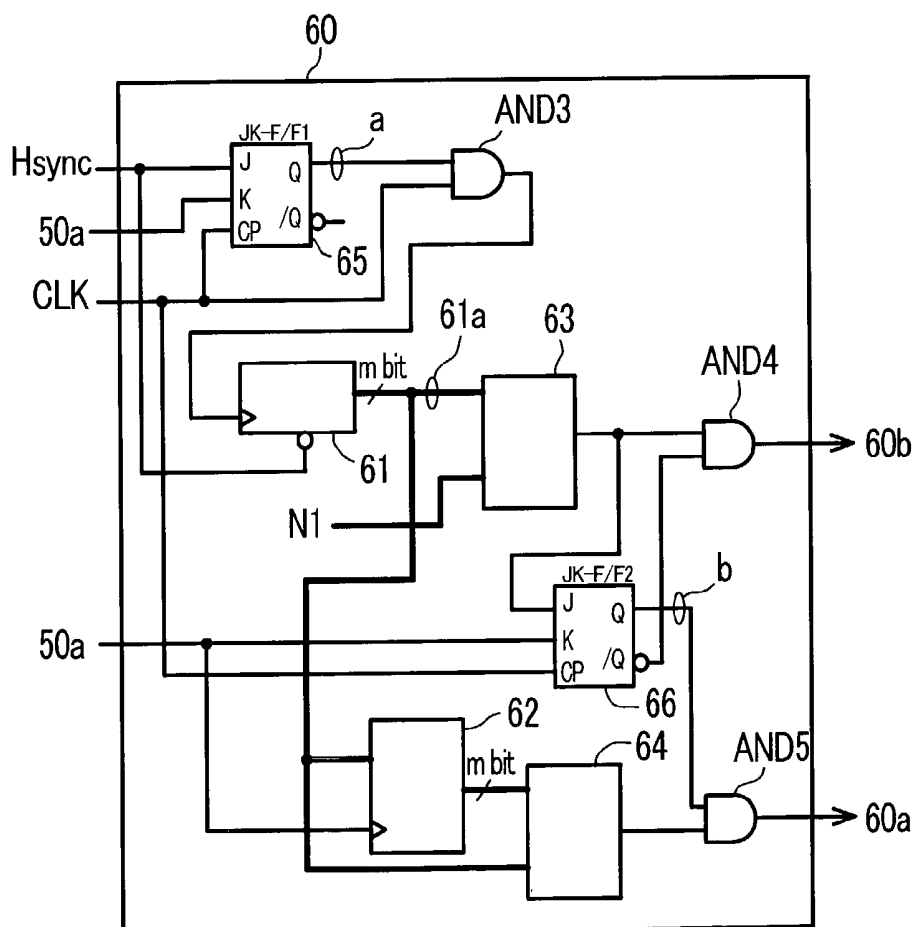 60
AND3
JK-F/F1
a
Hsync
J
Q
K
50a
/Q
CP
65
CLK
61a
63
m bit
AND4
60b
61
N1
JK-F/F2
b
J
Q
50a
K
/Q
CP
66
62
64
m bit
AND5
60a